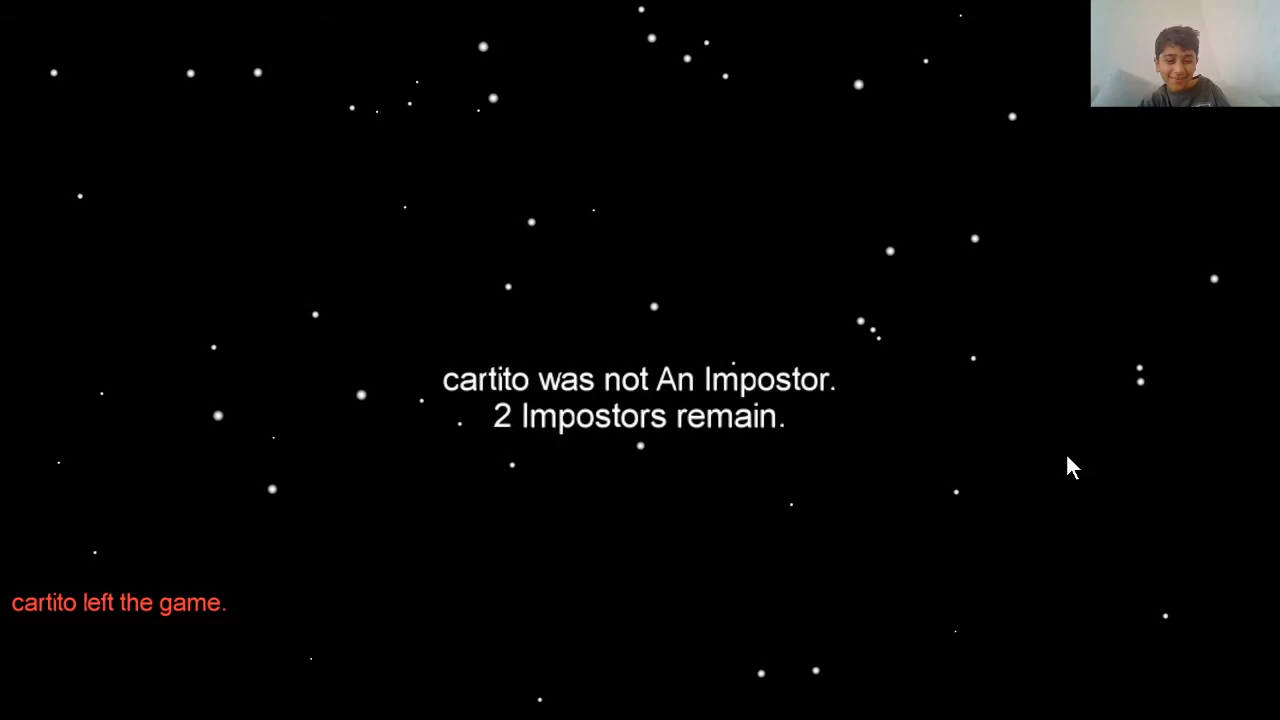 cartito was not An Impostor.
2 Impostors remain.
cartito left the game.